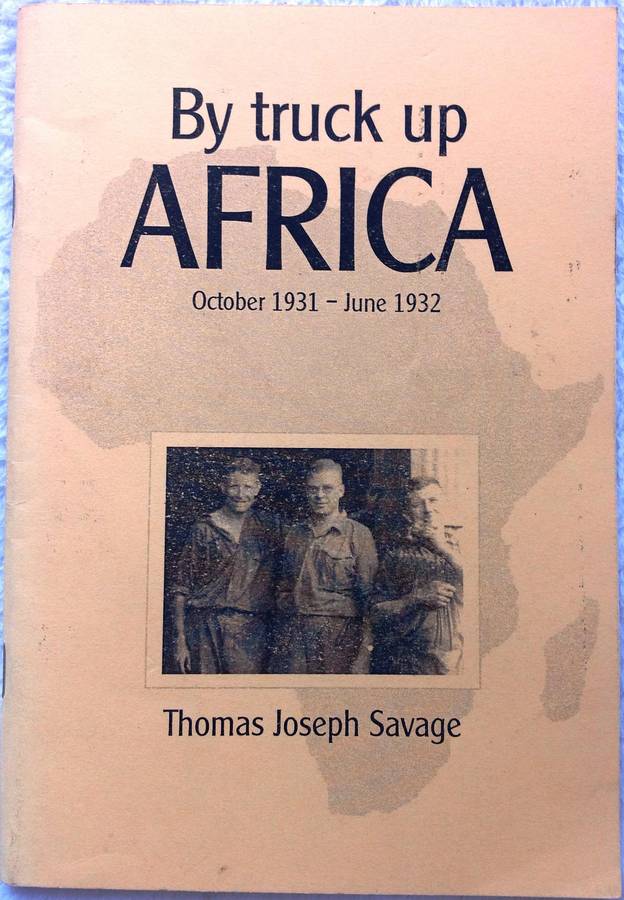 By truck up
AFRICA
October 1931 – June 1932
Thomas Joseph Savage